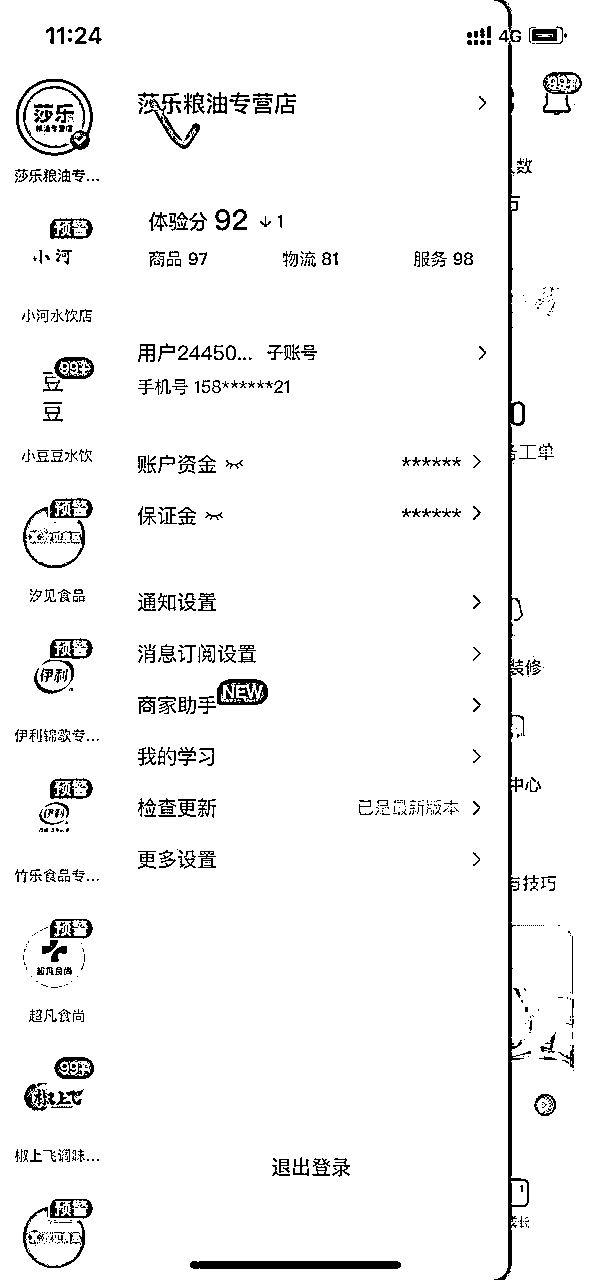 11:24
4G
莎乐
粮油专营店
莎乐粮油专...
预警
小河
小河水饮店
99+
豆
豆
小豆豆水饮
预警
汐见食品
预警
伊利
伊利锦歌专...
预警
伊利
竹乐食品专...
预警
超凡食尚
超凡食尚
99+
椒上飞
椒上飞调味...
预警
莎乐粮油专营店
体验分 92 ↓1
商品 97 物流 81 服务 98
用户24450... 子账号
手机号 158******21
账户资金 ******
保证金 ******
通知设置
消息订阅设置
商家助手 NEW
我的学习
检查更新 已是最新版本
更多设置
退出登录
99+
数
工单
装修
中心
与技巧